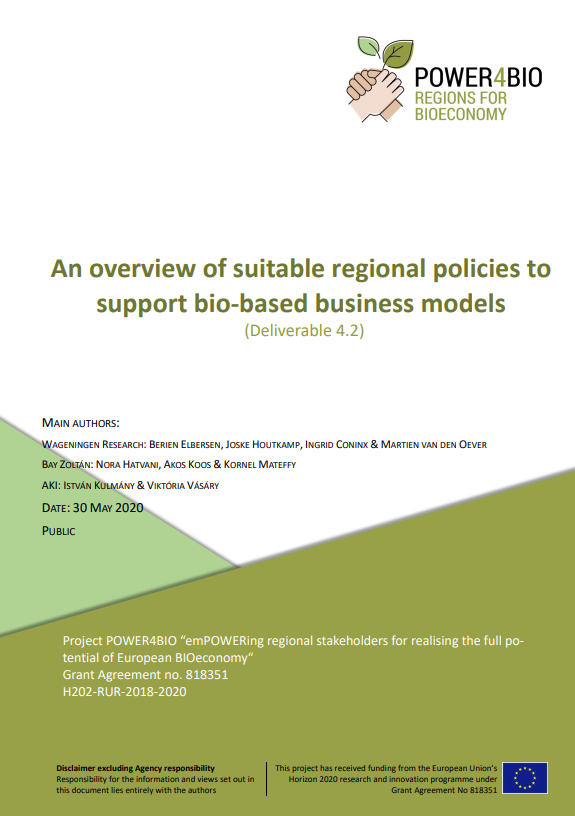 POWER4BIO
REGIONS FOR
BIOECONOMY
An overview of suitable regional policies to
support bio-based business models
(Deliverable 4.2)
MAIN AUTHORS:
WAGENINGEN RESEARCH: BERIEN ELBERSEN, JOSKE HOUTKAMP, INGRID CONINX & MARTIEN VAN DEN OEVER
BAY ZOLTÁN: NORA HATVANI, AKOS KOOS & KORNEL MATEFFY
AKI: ISTVÁN KULMÁNY & VIKTÓRIA VÁSÁRY
DATE: 30 MAY 2020
PUBLIC
Project POWER4BIO “emPOWERing regional stakeholders for realising the full po-
tential of European BIOeconomy”
Grant Agreement no. 818351
H202-RUR-2018-2020
Disclaimer excluding Agency responsibility
Responsibility for the information and views set out in
this document lies entirely with the authors
This project has received funding from the European Union’s
Horizon 2020 research and innovation programme under
Grant Agreement No 818351